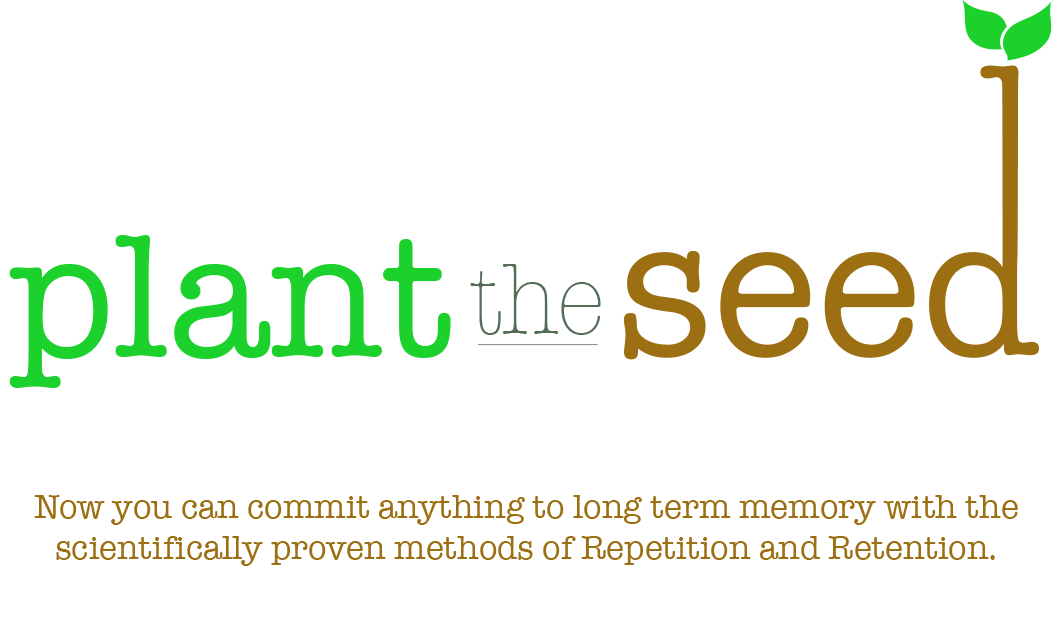 plant the seed
Now you can commit anything to long term memory with the
scientifically proven methods of Repetition and Retention.